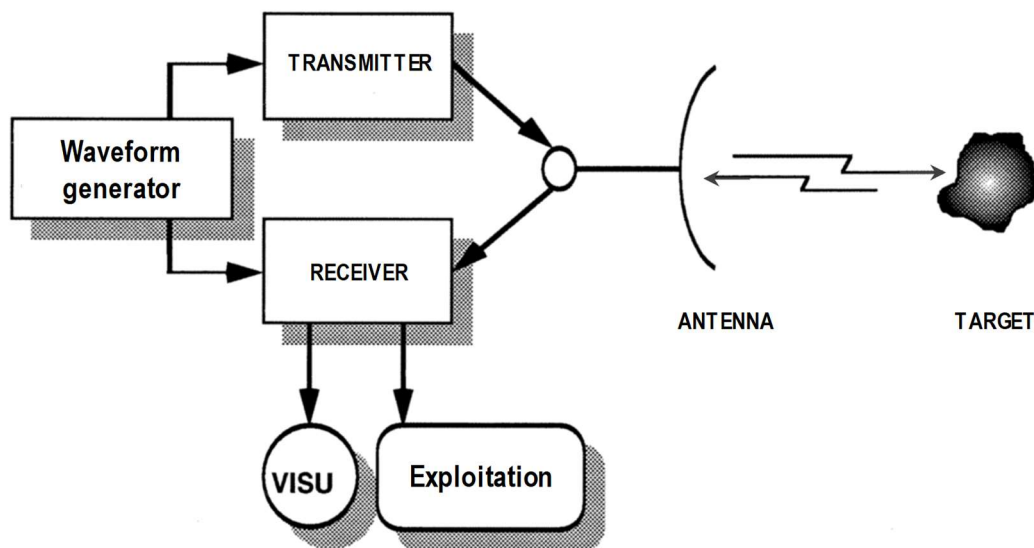 TRANSMITTER
Waveform
generator
RECEIVER
ANTENNA
TARGET
VISU
Exploitation